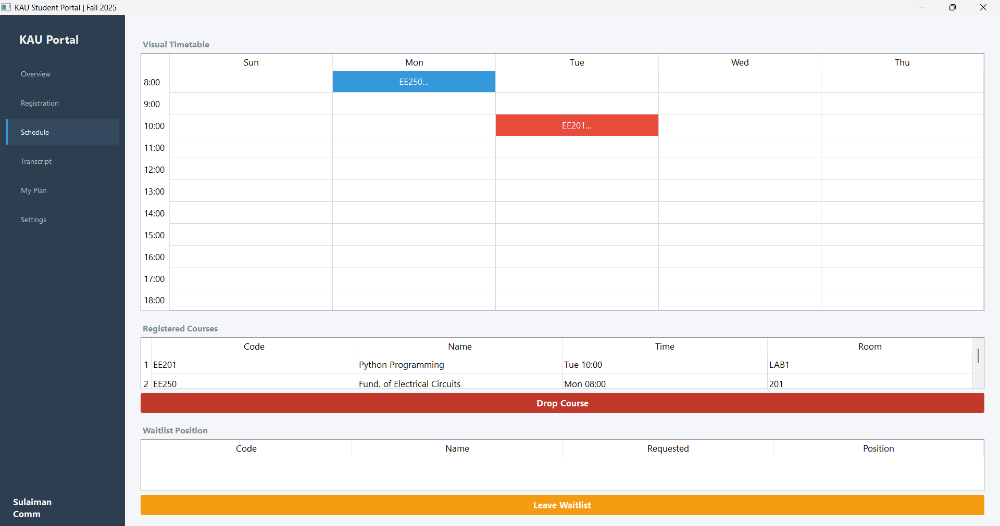 KAU Student Portal | Fall 2025
KAU Portal
Overview
Registration
Schedule
Transcript
My Plan
Settings
Sulaiman
Comm
Visual Timetable
Sun Mon Tue Wed Thu
8:00 EE250...
9:00
10:00 EE201...
11:00
12:00
13:00
14:00
15:00
16:00
17:00
18:00
Registered Courses
Code Name Time Room
1 EE201 Python Programming Tue 10:00 LAB1
2 EE250 Fund. of Electrical Circuits Mon 08:00 201
Drop Course
Waitlist Position
Code Name Requested Position
Leave Waitlist